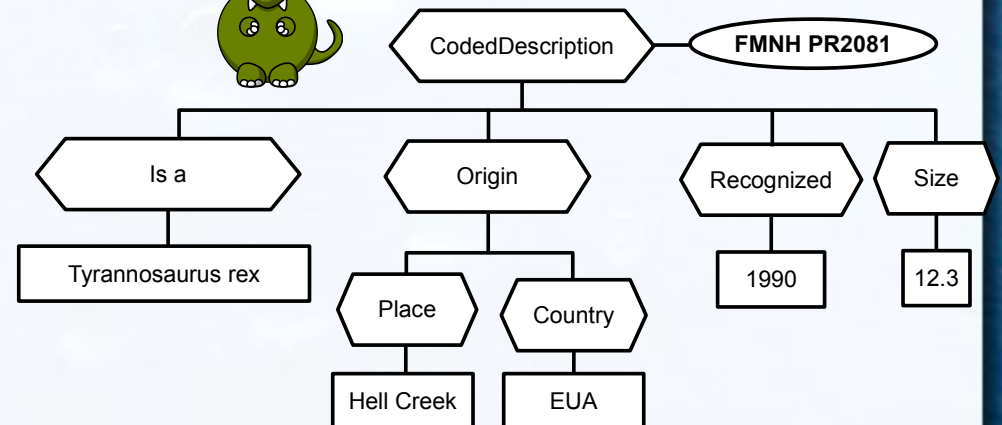 CodedDescription
FMNH PR2081
Is a
Origin
Recognized
Size
Tyrannosaurus rex
Place
Country
1990
12.3
Hell Creek
EUA